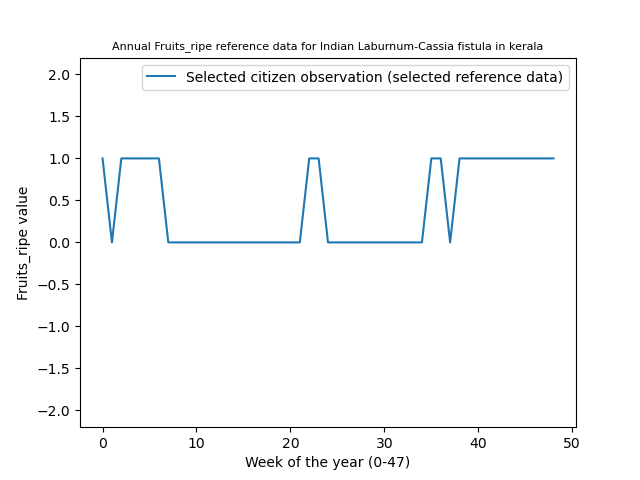 Annual Fruits_ripe reference data for Indian Laburnum-Cassia fistula in kerala
Selected citizen observation (selected reference data)
2.0
1.5
1.0
0.5
0.0
−0.5
−1.0
−1.5
−2.0
Fruits_ripe value
0 10 20 30 40 50
Week of the year (0-47)